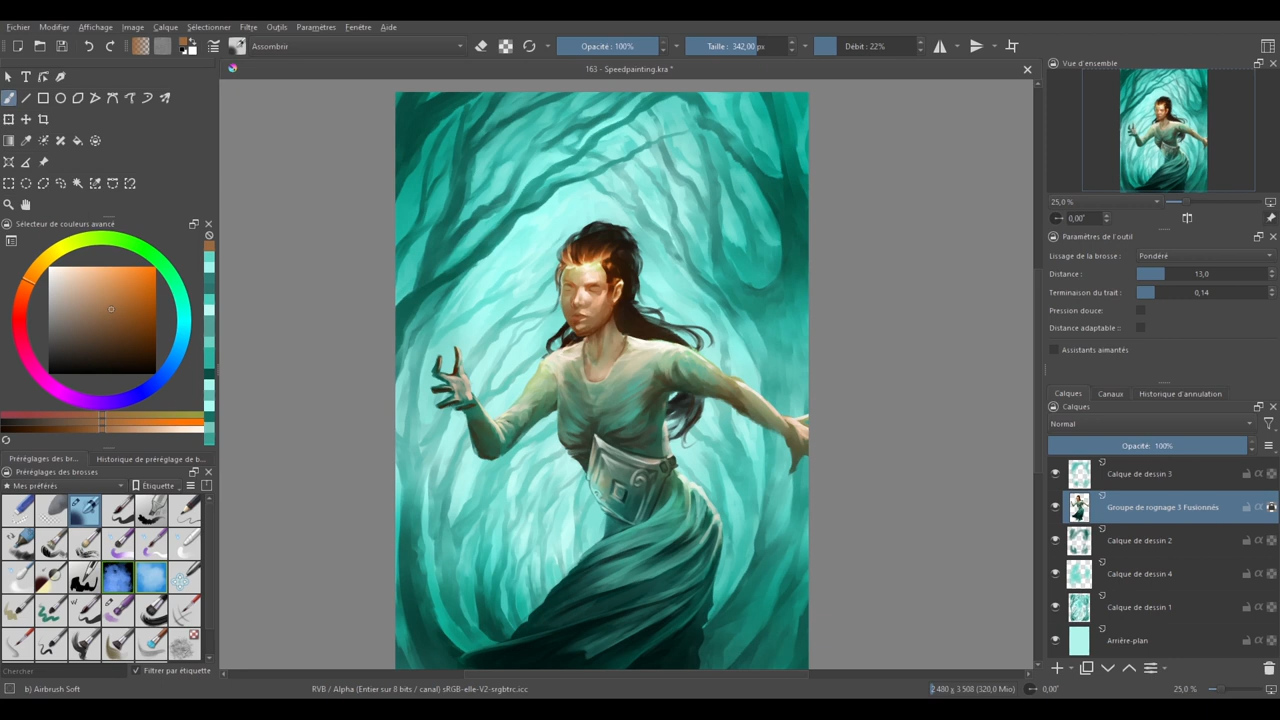 Fichier Modifier Affichage Image Calque Sélectionner Filtre Outils Paramètres Fenêtre Aide
Assombrir Opacité : 100% Taille : 342,00 px Débit : 22%
163 - Speedpainting.kra *
Vue d'ensemble
25,0 %
0,00°
Paramètres de l'outil
Lissage de la brosse : Pondéré
Distance : 13,0
Terminaison du trait : 0,14
Pression douce:
Distance adaptable ::
Assistants aimantés
Calques Canaux Historique d'annulation
Calques
Normal
Opacité: 100%
Calque de dessin 3
Groupe de rognage 3 Fusionnés
Calque de dessin 2
Calque de dessin 4
Calque de dessin 1
Arrière-plan
Sélecteur de couleurs avancé
Préréglages des br... Historique de préréglage de b...
Préréglages des brosses
Mes préférés Étiquette
Chercher Filtrer par étiquette
b) Airbrush Soft RVB / Alpha (Entier sur 8 bits / canal) sRGB-elle-V2-srgbtrc.icc 2 480 x 3 508 (320,0 Mio) 0,00° 25,0 %